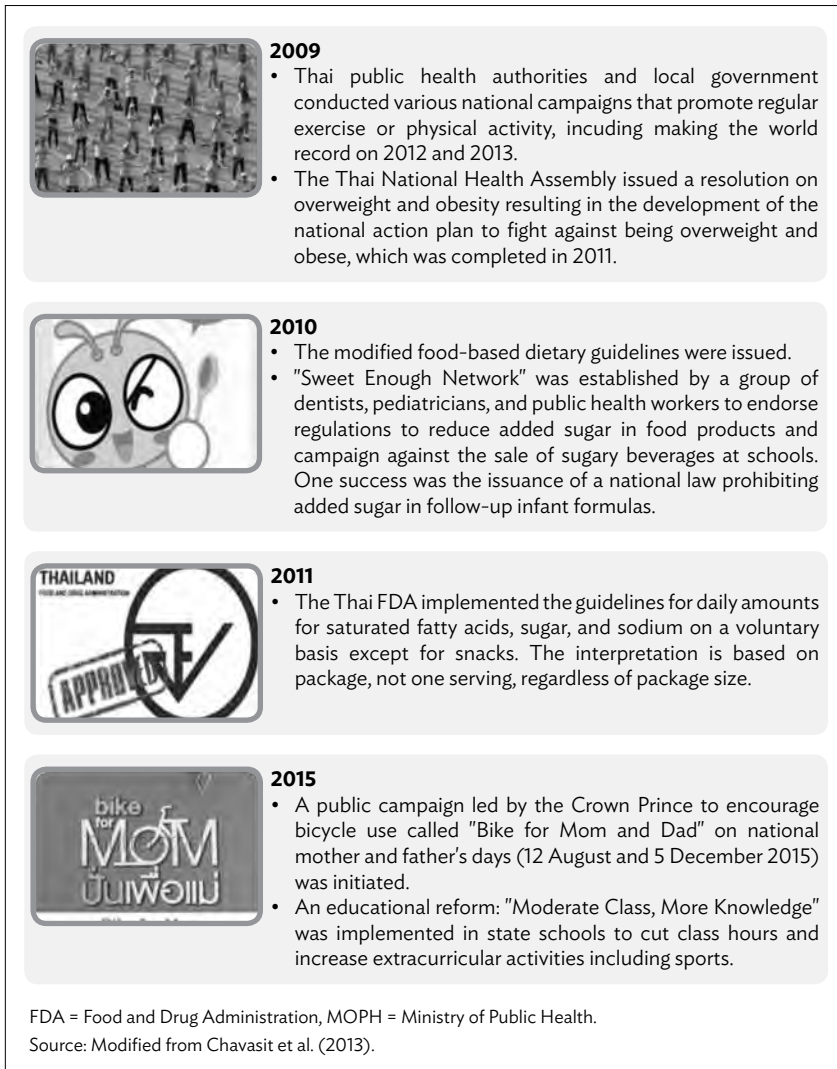 2009
• Thai public health authorities and local government
conducted various national campaigns that promote regular
exercise or physical activity, incuding making the world
record on 2012 and 2013.
• The Thai National Health Assembly issued a resolution on
overweight and obesity resulting in the development of the
national action plan to fight against being overweight and
obese, which was completed in 2011.
2010
• The modified food-based dietary guidelines were issued.
• "Sweet Enough Network" was established by a group of
dentists, pediatricians, and public health workers to endorse
regulations to reduce added sugar in food products and
campaign against the sale of sugary beverages at schools.
One success was the issuance of a national law prohibiting
added sugar in follow-up infant formulas.
THAILAND
FOOD AND DRUG ADMINISTRATION
APPROVED
2011
• The Thai FDA implemented the guidelines for daily amounts
for saturated fatty acids, sugar, and sodium on a voluntary
basis except for snacks. The interpretation is based on
package, not one serving, regardless of package size.
bike
for
MOM
ปั่นเพื่อแม่
2015
• A public campaign led by the Crown Prince to encourage
bicycle use called "Bike for Mom and Dad" on national
mother and father's days (12 August and 5 December 2015)
was initiated.
• An educational reform: "Moderate Class, More Knowledge"
was implemented in state schools to cut class hours and
increase extracurricular activities including sports.
FDA = Food and Drug Administration, MOPH = Ministry of Public Health.
Source: Modified from Chavasit et al. (2013).